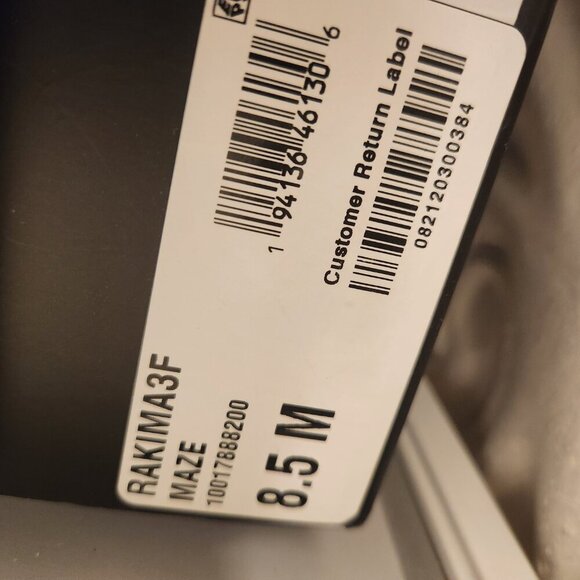 RAKIMA3F
MAZE
10017888200
8.5 M
1 94136 46130 6
Customer Return Label
082120300384